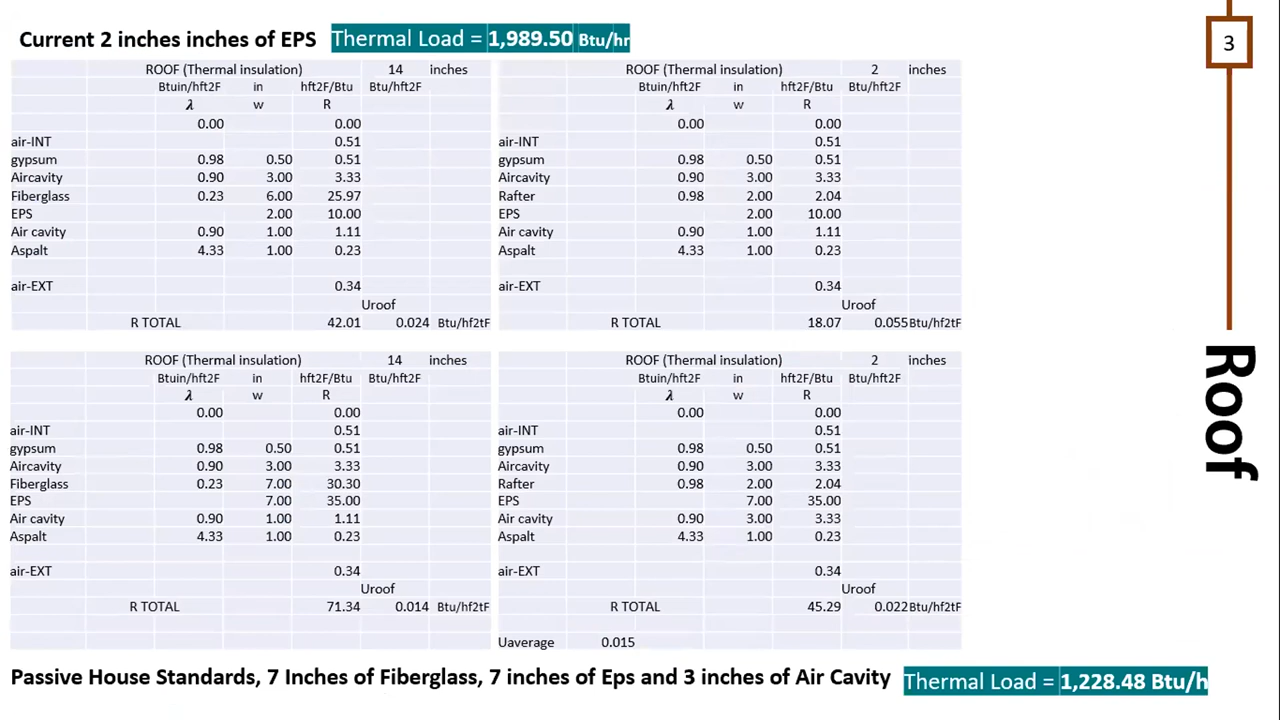 Current 2 inches inches of EPS Thermal Load = 1,989.50 Btu/hr
3
ROOF (Thermal insulation) 14 inches
Btuin/hft2F in hft2F/Btu Btu/hft2F
λ w R
0.00 0.00
air-INT 0.51
gypsum 0.98 0.50 0.51
Aircavity 0.90 3.00 3.33
Fiberglass 0.23 6.00 25.97
EPS 2.00 10.00
Air cavity 0.90 1.00 1.11
Aspalt 4.33 1.00 0.23
air-EXT 0.34
Uroof
R TOTAL 42.01 0.024 Btu/hf2tF
ROOF (Thermal insulation) 2 inches
Btuin/hft2F in hft2F/Btu Btu/hft2F
λ w R
0.00 0.00
air-INT 0.51
gypsum 0.98 0.50 0.51
Aircavity 0.90 3.00 3.33
Rafter 0.98 2.00 2.04
EPS 2.00 10.00
Air cavity 0.90 1.00 1.11
Aspalt 4.33 1.00 0.23
air-EXT 0.34
Uroof
R TOTAL 18.07 0.055 Btu/hf2tF
ROOF (Thermal insulation) 14 inches
Btuin/hft2F in hft2F/Btu Btu/hft2F
λ w R
0.00 0.00
air-INT 0.51
gypsum 0.98 0.50 0.51
Aircavity 0.90 3.00 3.33
Fiberglass 0.23 7.00 30.30
EPS 7.00 35.00
Air cavity 0.90 1.00 1.11
Aspalt 4.33 1.00 0.23
air-EXT 0.34
Uroof
R TOTAL 71.34 0.014 Btu/hf2tF
ROOF (Thermal insulation) 2 inches
Btuin/hft2F in hft2F/Btu Btu/hft2F
λ w R
0.00 0.00
air-INT 0.51
gypsum 0.98 0.50 0.51
Aircavity 0.90 3.00 3.33
Rafter 0.98 2.00 2.04
EPS 7.00 35.00
Air cavity 0.90 3.00 3.33
Aspalt 4.33 1.00 0.23
air-EXT 0.34
Uroof
R TOTAL 45.29 0.022 Btu/hf2tF
Uaverage 0.015
Roof
Passive House Standards, 7 Inches of Fiberglass, 7 inches of Eps and 3 inches of Air Cavity Thermal Load = 1,228.48 Btu/h